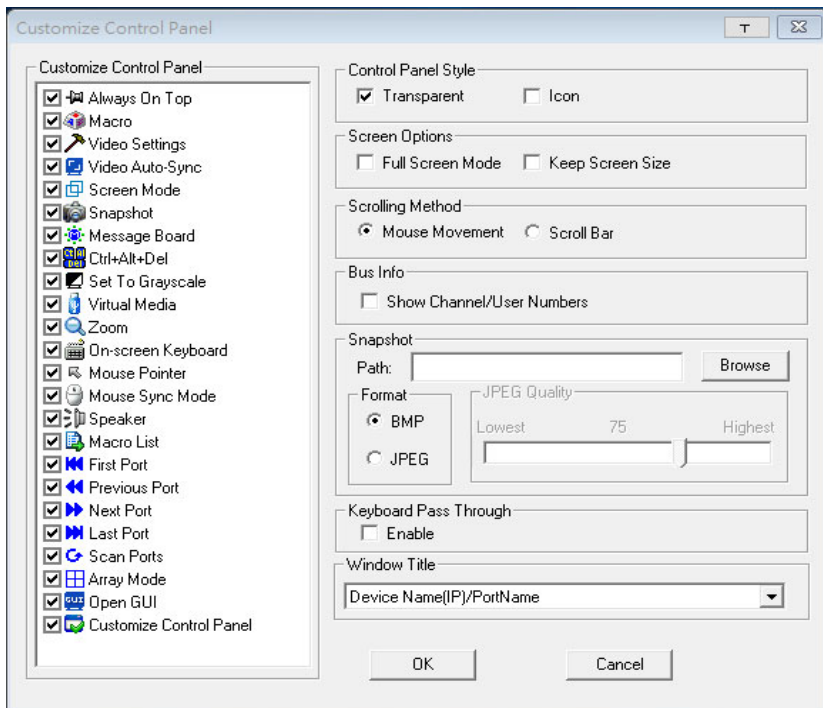 Customize Control Panel
Customize Control Panel
Always On Top
Macro
Video Settings
Video Auto-Sync
Screen Mode
Snapshot
Message Board
Ctrl+Alt+Del
Set To Grayscale
Virtual Media
Zoom
On-screen Keyboard
Mouse Pointer
Mouse Sync Mode
Speaker
Macro List
First Port
Previous Port
Next Port
Last Port
Scan Ports
Array Mode
GUI Open GUI
Customize Control Panel
Control Panel Style
Transparent Icon
Screen Options
Full Screen Mode Keep Screen Size
Scrolling Method
Mouse Movement Scroll Bar
Bus Info
Show Channel/User Numbers
Snapshot
Path: Browse
Format
BMP
JPEG
JPEG Quality
Lowest 75 Highest
Keyboard Pass Through
Enable
Window Title
Device Name(IP)/PortName
OK Cancel